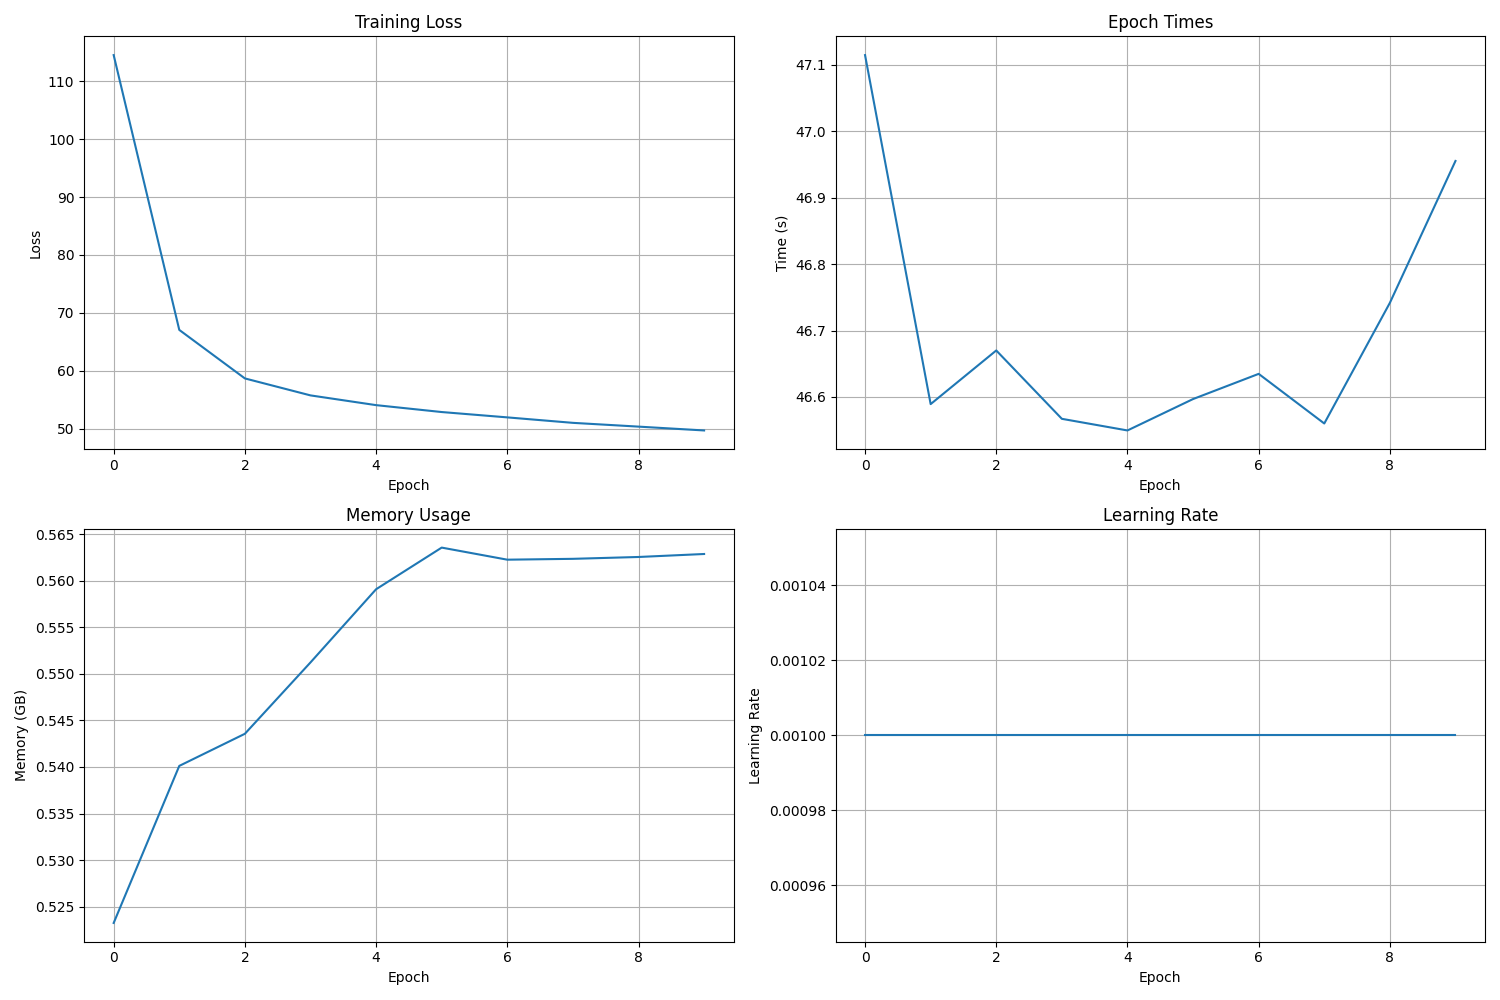 Training Loss
110
100
90
80
70
60
50
Loss
0 2 4 6 8
Epoch
Epoch Times
47.1
47.0
46.9
46.8
46.7
46.6
Time (s)
0 2 4 6 8
Epoch
Memory Usage
0.565
0.560
0.555
0.550
0.545
0.540
0.535
0.530
0.525
Memory (GB)
0 2 4 6 8
Epoch
Learning Rate
0.00104
0.00102
0.00100
0.00098
0.00096
Learning Rate
0 2 4 6 8
Epoch